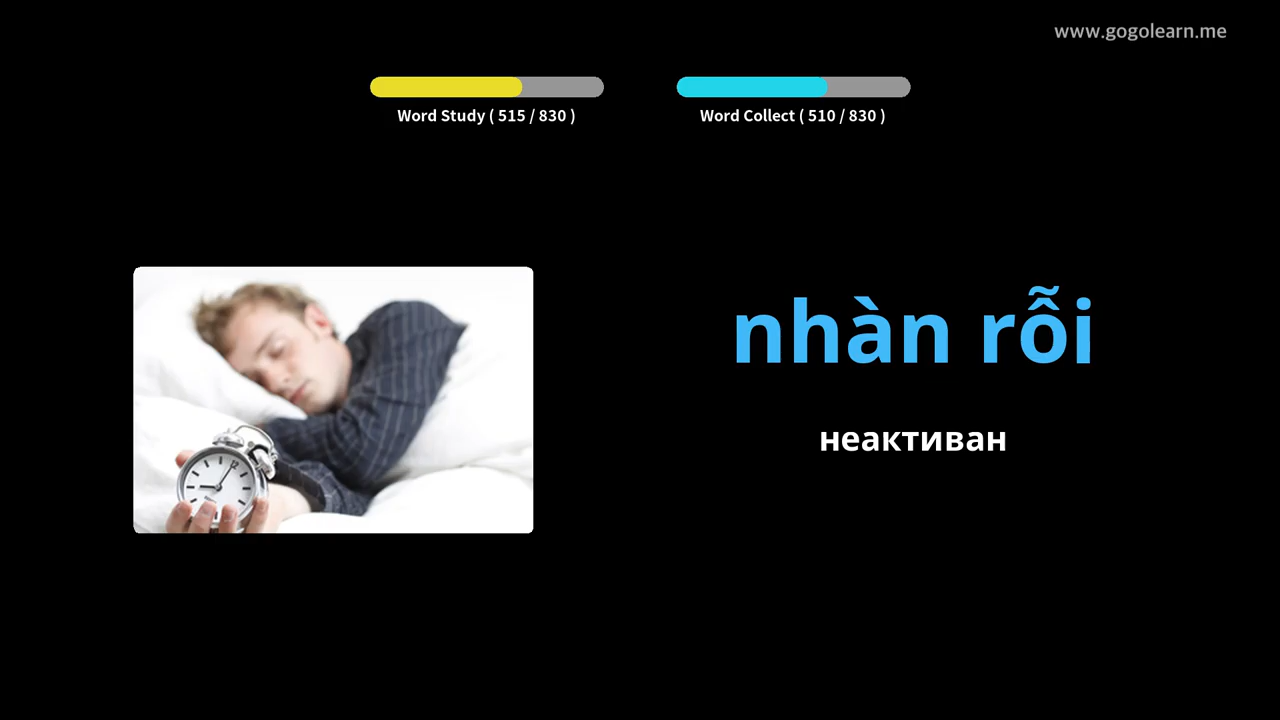 www.gogolearn.me
Word Study ( 515 / 830 )
Word Collect ( 510 / 830 )
nhàn rỗi
неактиван